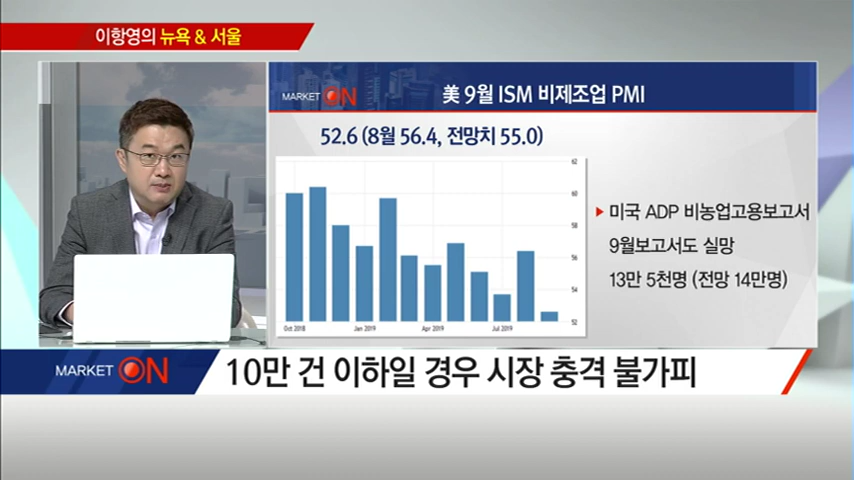 이항영의 뉴욕 & 서울
MARKET ON
美 9월 ISM 비제조업 PMI
52.6 (8월 56.4, 전망치 55.0)
62
60
58
56
54
52
Oct 2018
Jan 2019
Apr 2019
Jul 2019
미국 ADP 비농업고용보고서
9월보고서도 실망
13만 5천명 (전망 14만명)
MARKET ON
10만 건 이하일 경우 시장 충격 불가피